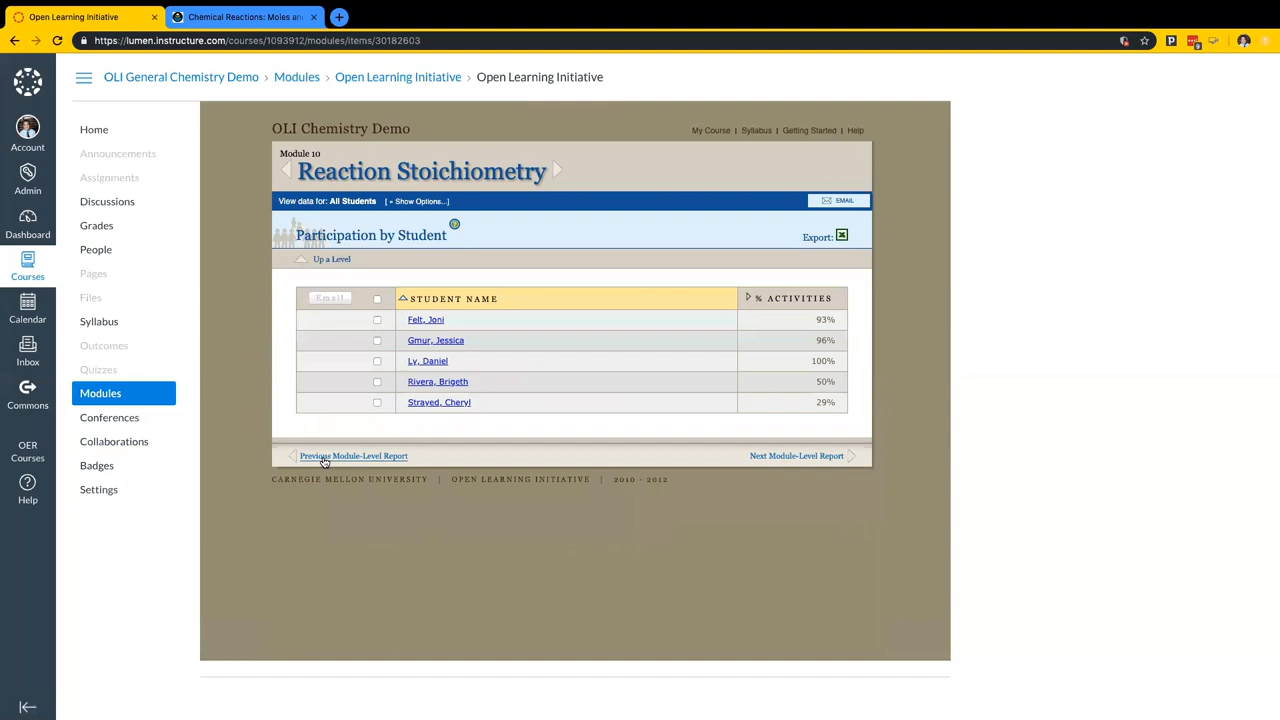 Open Learning Initiative
Chemical Reactions: Moles an
https://lumen.instructure.com/courses/1093912/modules/items/30182603
OLI General Chemistry Demo › Modules › Open Learning Initiative › Open Learning Initiative
Account
Admin
Dashboard
Courses
Calendar
Inbox
Commons
OER
Courses
Help
Home
Announcements
Assignments
Discussions
Grades
People
Pages
Files
Syllabus
Outcomes
Quizzes
Modules
Conferences
Collaborations
Badges
Settings
OLI Chemistry Demo
My Course | Syllabus | Getting Started | Help
Module 10
Reaction Stoichiometry
View data for: All Students [ + Show Options...]
EMAIL
Participation by Student
Export:
Up a Level
Email STUDENT NAME % ACTIVITIES
Felt, Joni 93%
Gmur, Jessica 96%
Ly, Daniel 100%
Rivera, Brigeth 50%
Strayed, Cheryl 29%
Previous Module-Level Report Next Module-Level Report
CARNEGIE MELLON UNIVERSITY | OPEN LEARNING INITIATIVE | 2010 - 2012